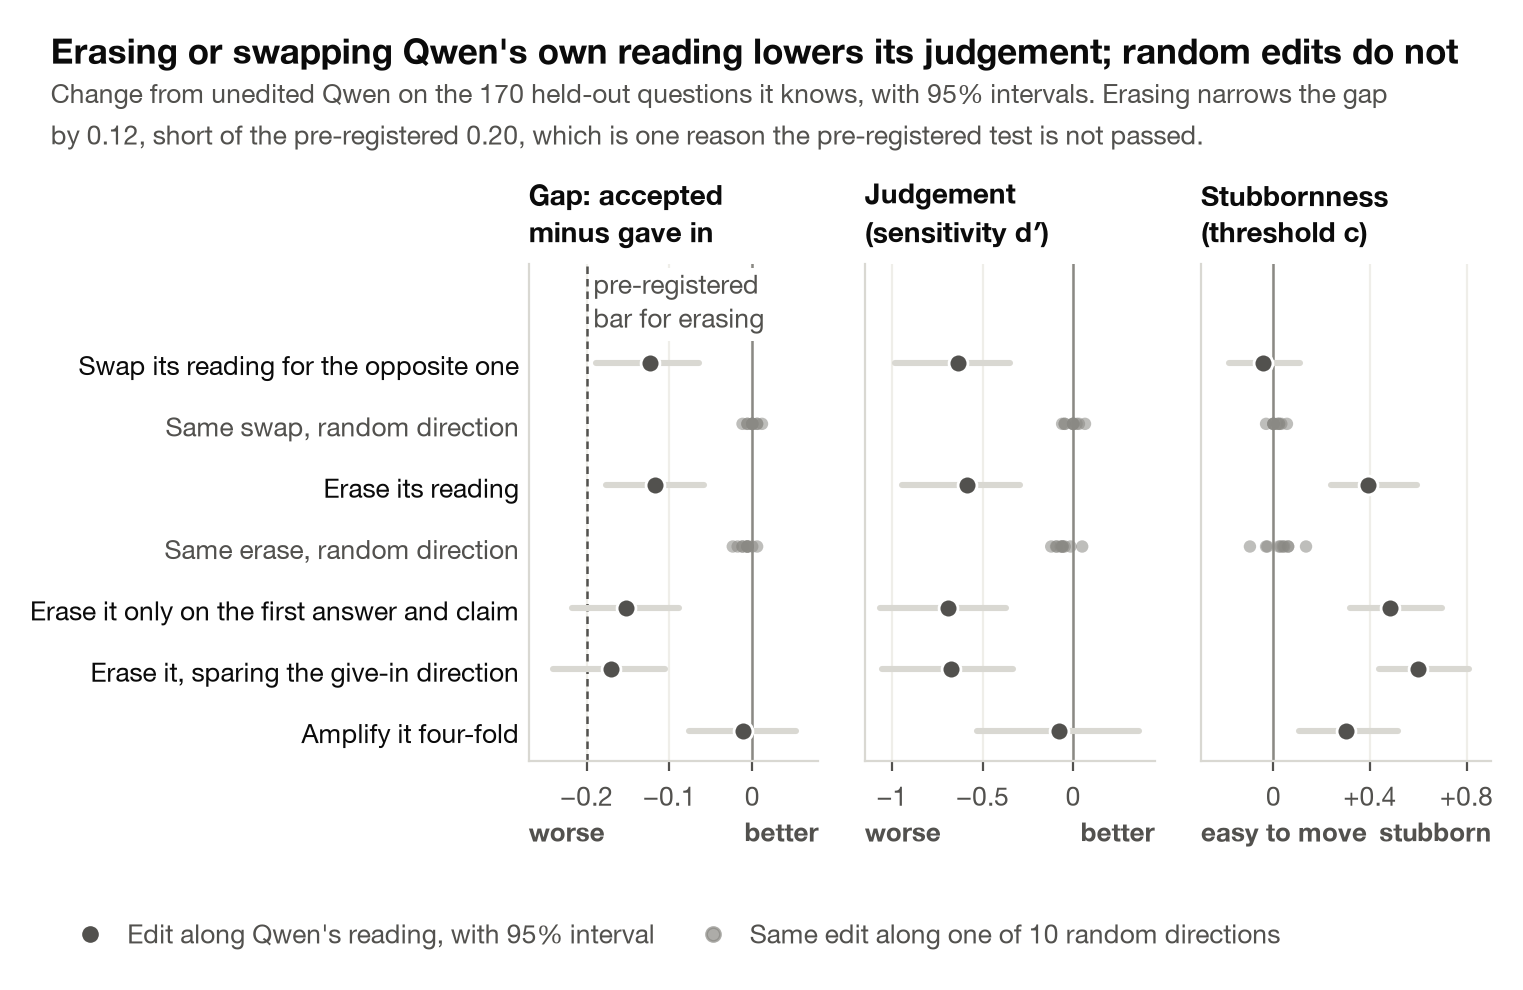 Erasing or swapping Qwen's own reading lowers its judgement; random edits do not
Change from unedited Qwen on the 170 held-out questions it knows, with 95% intervals. Erasing narrows the gap
by 0.12, short of the pre-registered 0.20, which is one reason the pre-registered test is not passed.
Gap: accepted
minus gave in
Judgement
(sensitivity d′)
Stubbornness
(threshold c)
pre-registered
bar for erasing
Swap its reading for the opposite one
Same swap, random direction
Erase its reading
Same erase, random direction
Erase it only on the first answer and claim
Erase it, sparing the give-in direction
Amplify it four-fold
−0.2 −0.1 0
worse better
−1 −0.5 0
worse better
0 +0.4 +0.8
easy to move stubborn
Edit along Qwen's reading, with 95% interval
Same edit along one of 10 random directions